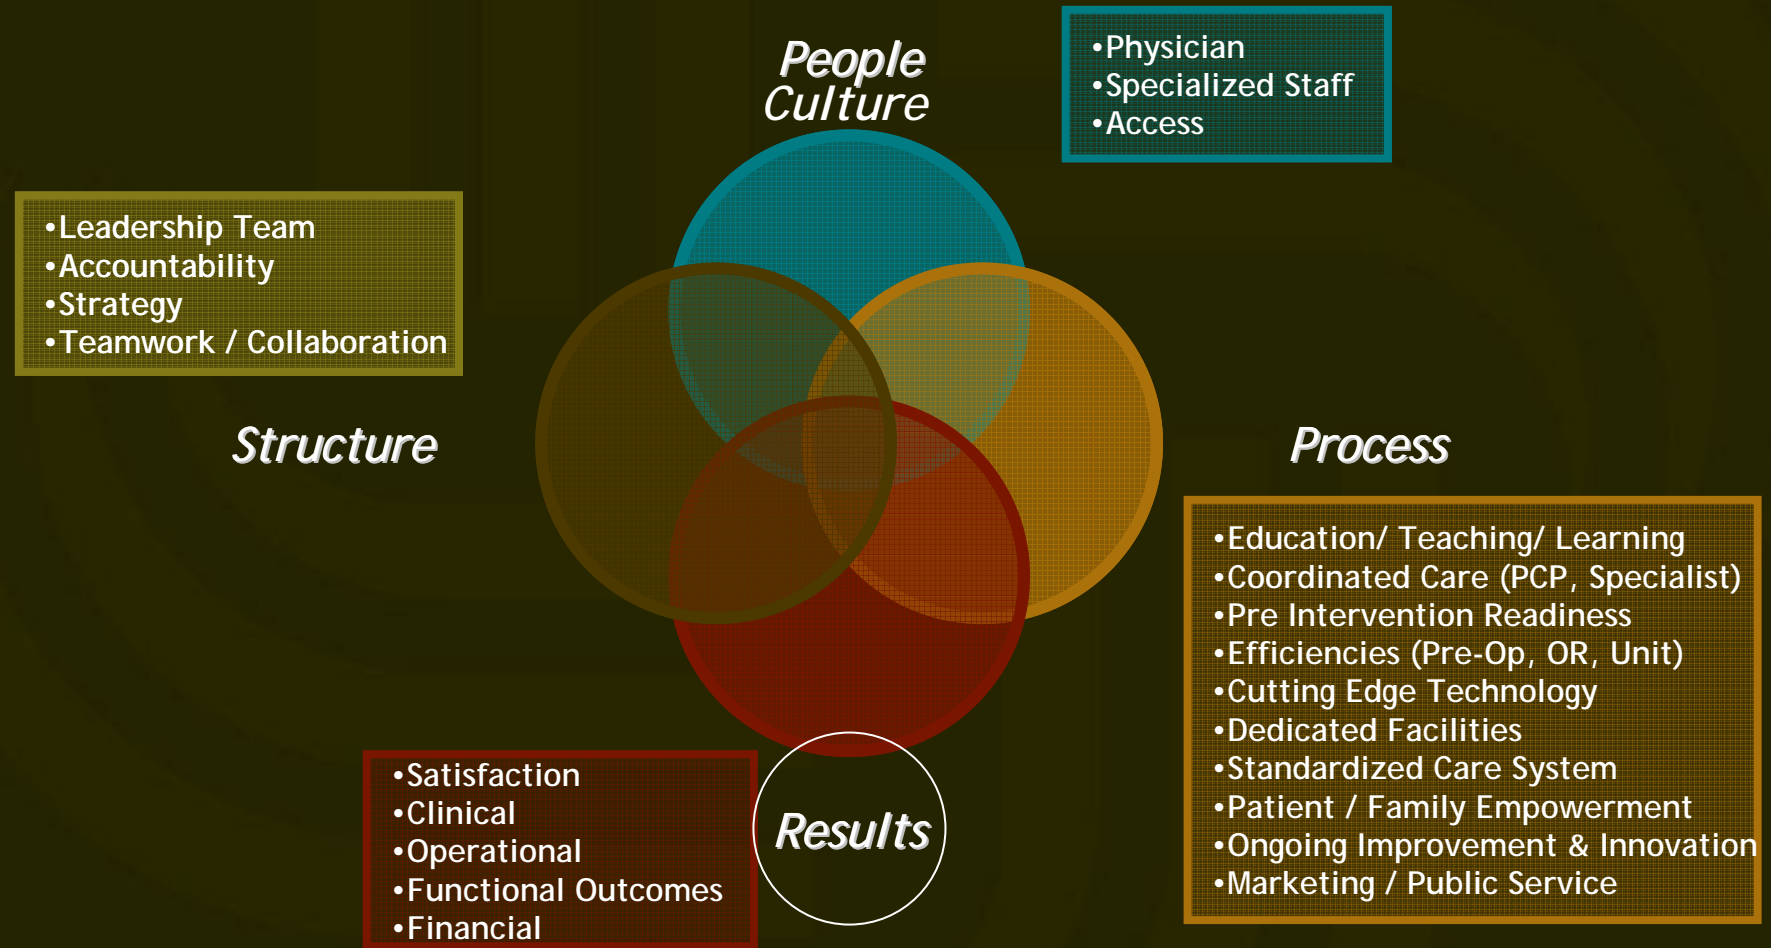 People
Culture
•Physician
•Specialized Staff
•Access
•Leadership Team
•Accountability
•Strategy
•Teamwork / Collaboration
Structure
Process
•Education/ Teaching/ Learning
•Coordinated Care (PCP, Specialist)
•Pre Intervention Readiness
•Efficiencies (Pre-Op, OR, Unit)
•Cutting Edge Technology
•Dedicated Facilities
•Standardized Care System
•Patient / Family Empowerment
•Ongoing Improvement & Innovation
•Marketing / Public Service
•Satisfaction
•Clinical
•Operational
•Functional Outcomes
•Financial
Results